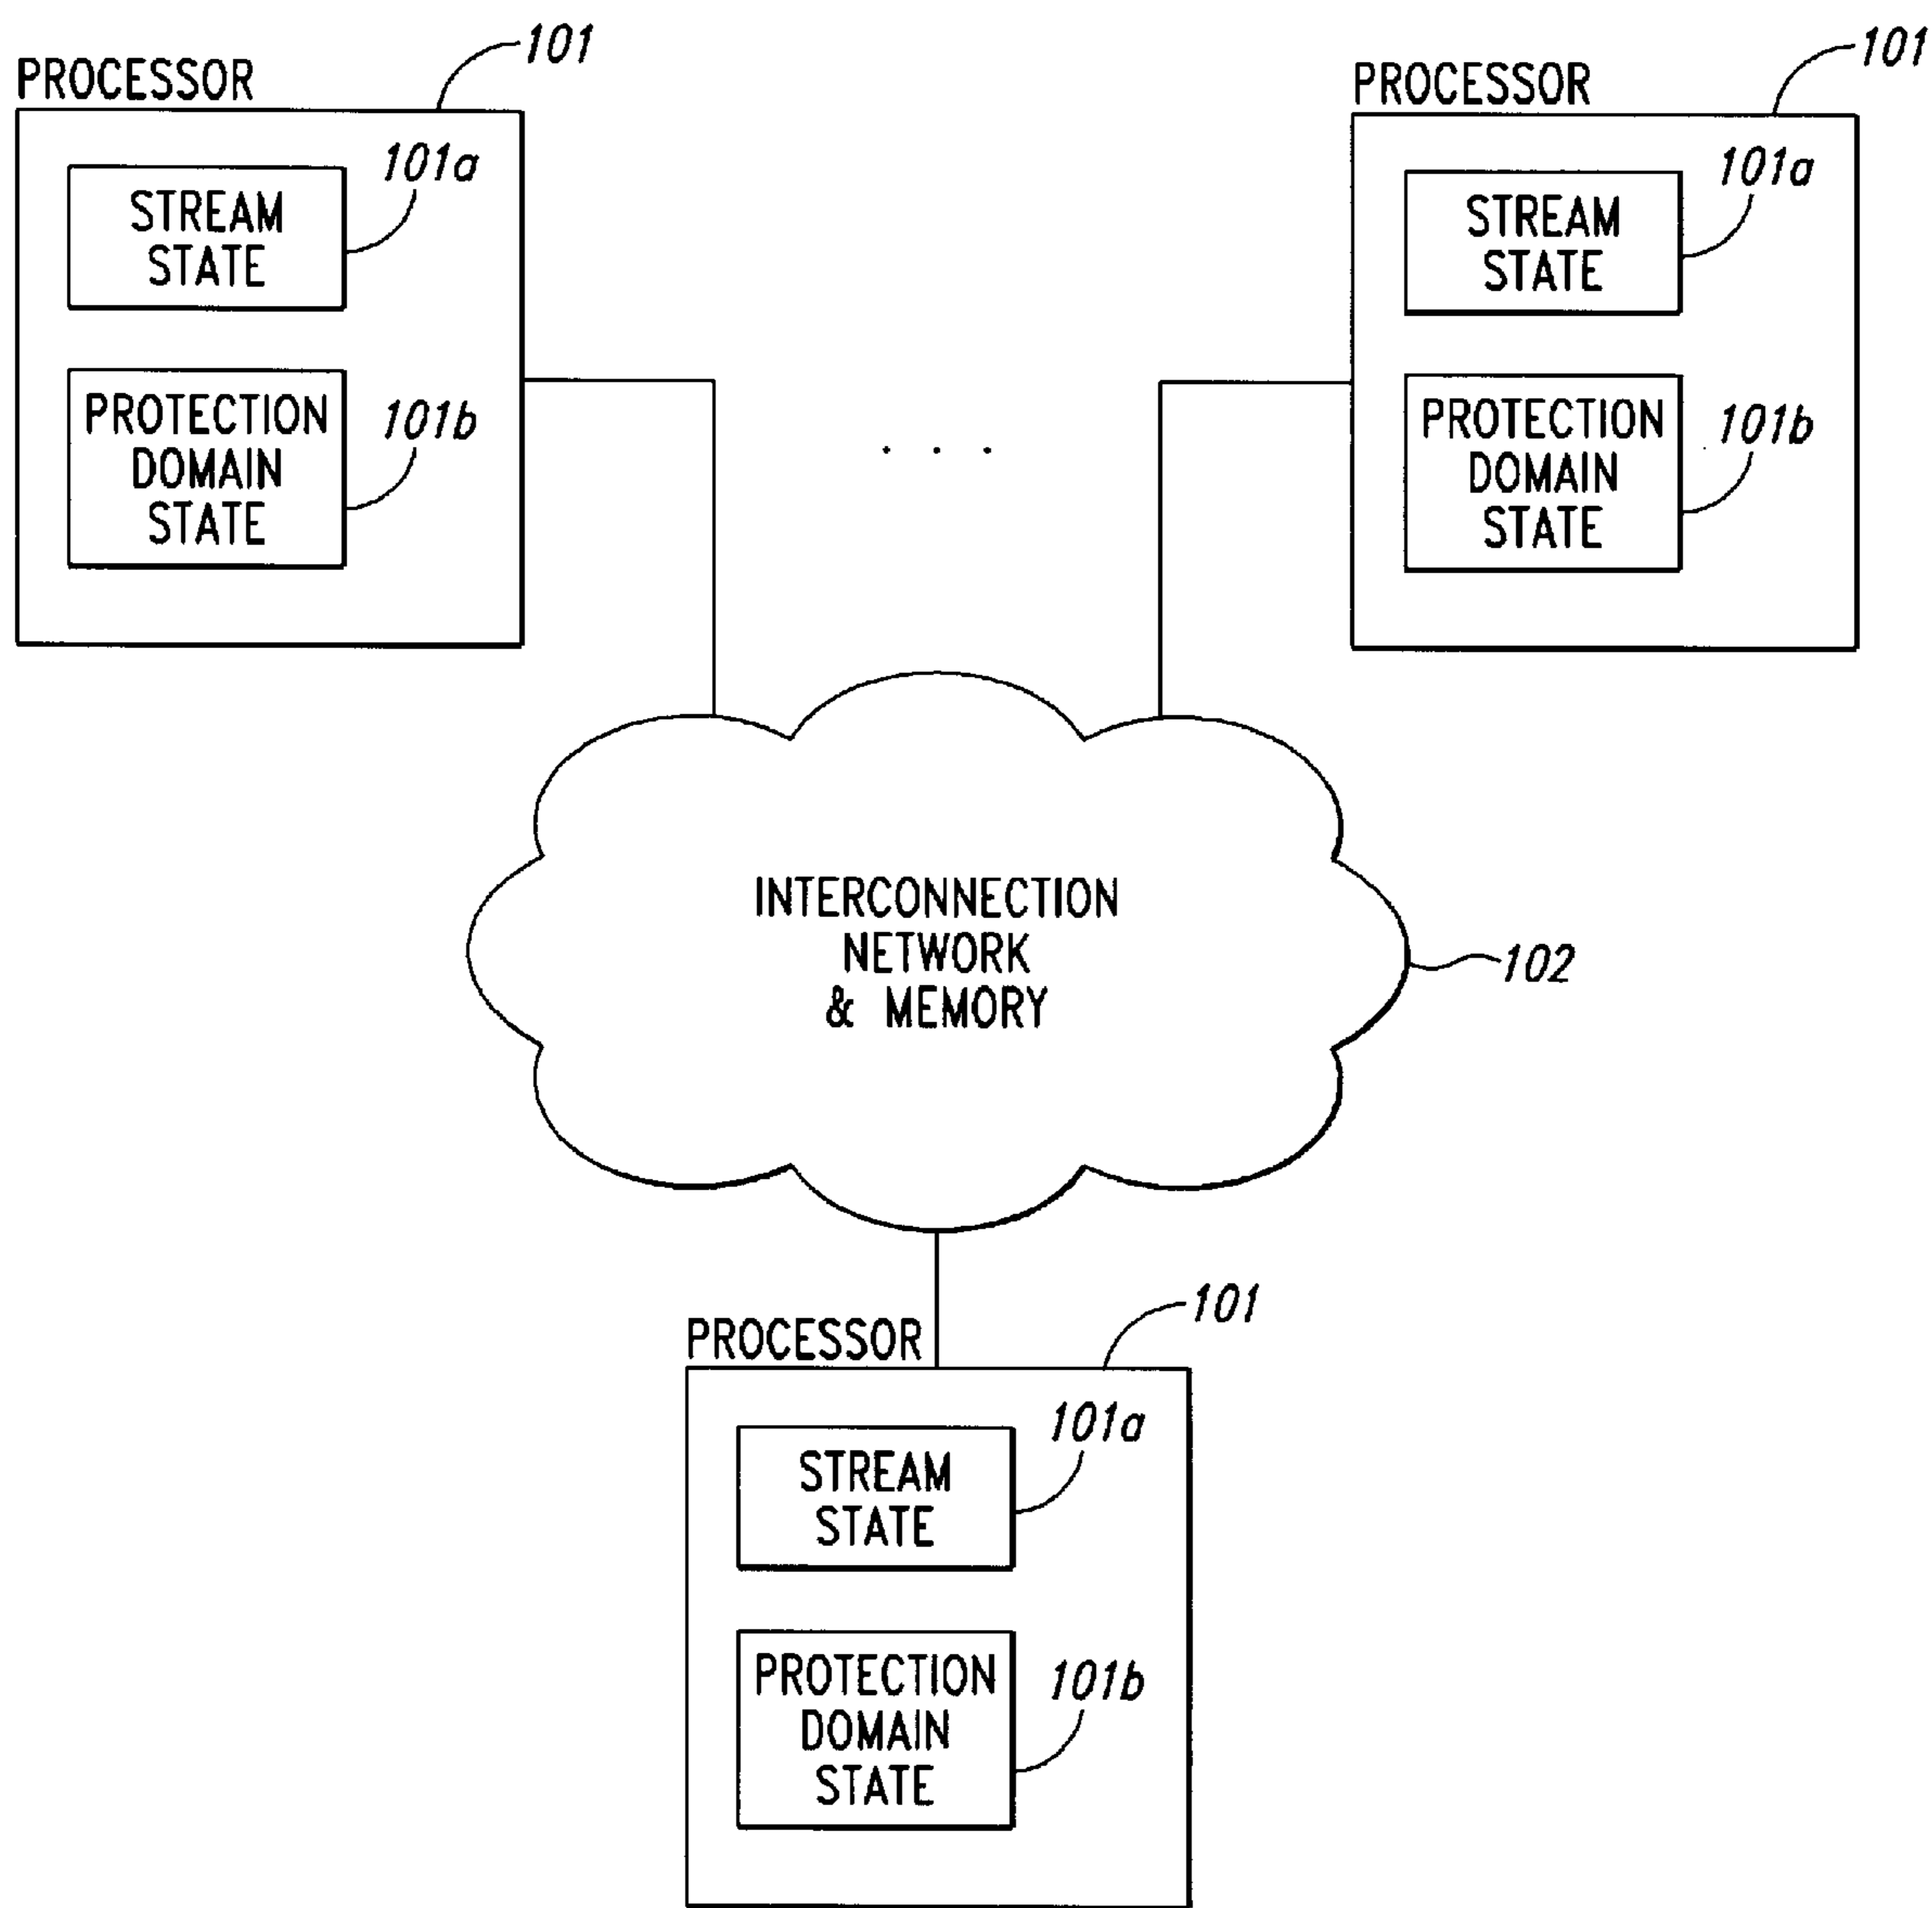 101
PROCESSOR
101a
STREAM
STATE
101b
PROTECTION
DOMAIN
STATE
. . .
101
PROCESSOR
101a
STREAM
STATE
101b
PROTECTION
DOMAIN
STATE
INTERCONNECTION
NETWORK
& MEMORY
102
101
PROCESSOR
101a
STREAM
STATE
101b
PROTECTION
DOMAIN
STATE